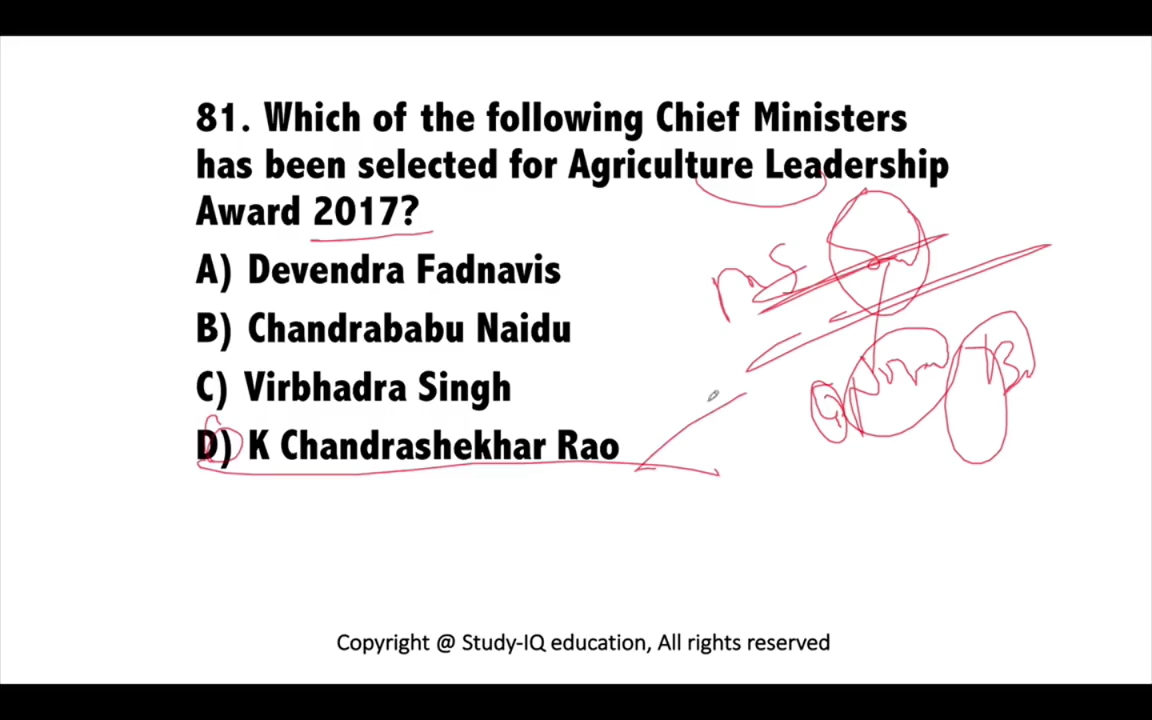 81. Which of the following Chief Ministers
has been selected for Agriculture Leadership
Award 2017?
A) Devendra Fadnavis
B) Chandrababu Naidu
C) Virbhadra Singh
D) K Chandrashekhar Rao
MS
Copyright @ Study-IQ education, All rights reserved